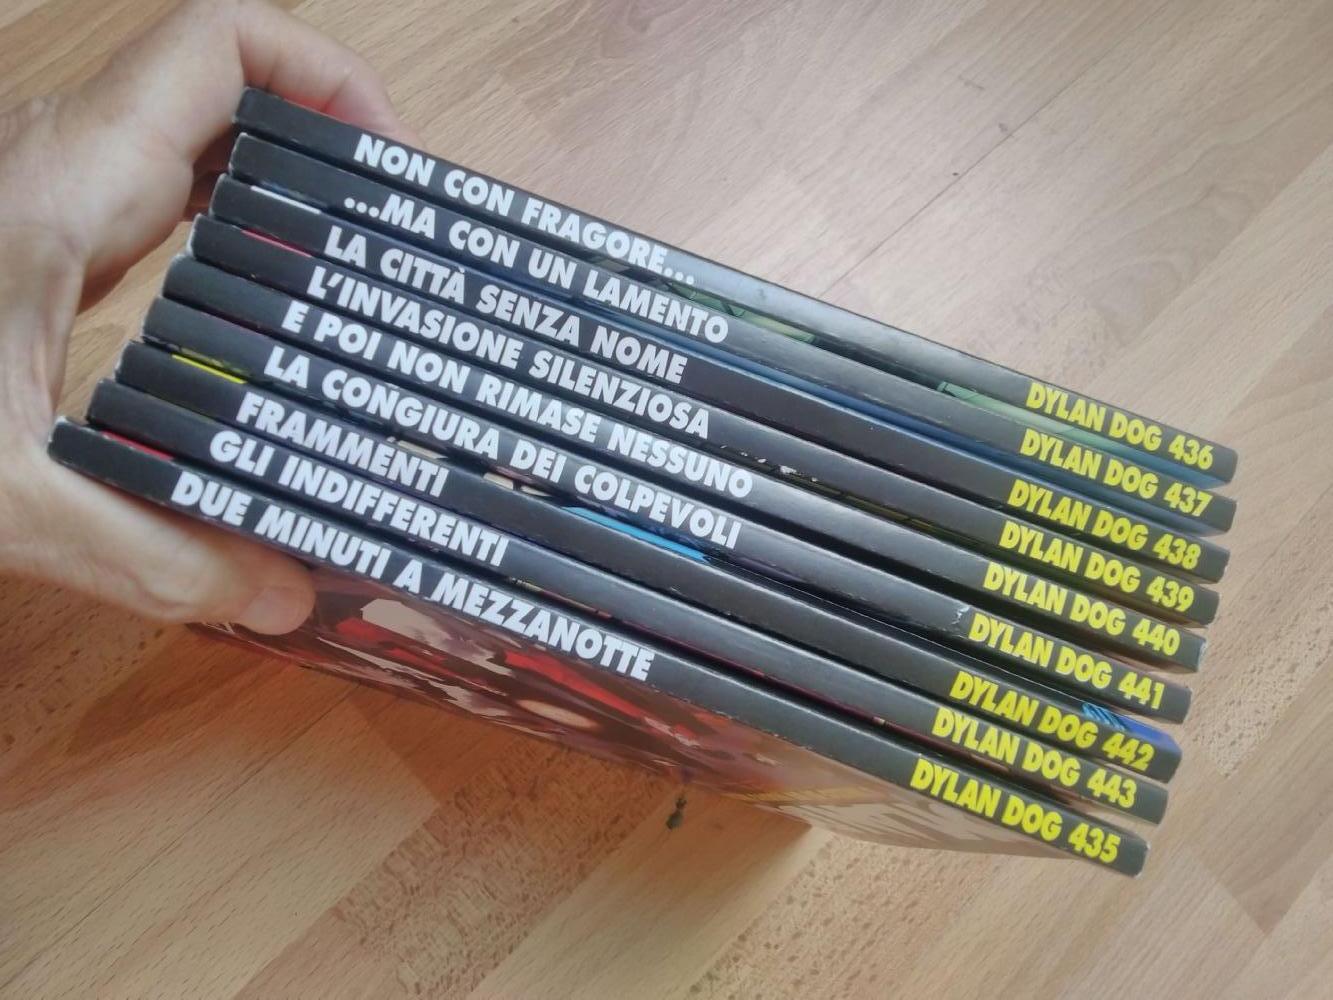 NON CON FRAGORE... DYLAN DOG 436
...MA CON UN LAMENTO DYLAN DOG 437
LA CITTÀ SENZA NOME DYLAN DOG 438
L'INVASIONE SILENZIOSA DYLAN DOG 439
E POI NON RIMASE NESSUNO DYLAN DOG 440
LA CONGIURA DEI COLPEVOLI DYLAN DOG 441
FRAMMENTI DYLAN DOG 442
GLI INDIFFERENTI DYLAN DOG 443
DUE MINUTI A MEZZANOTTE DYLAN DOG 435